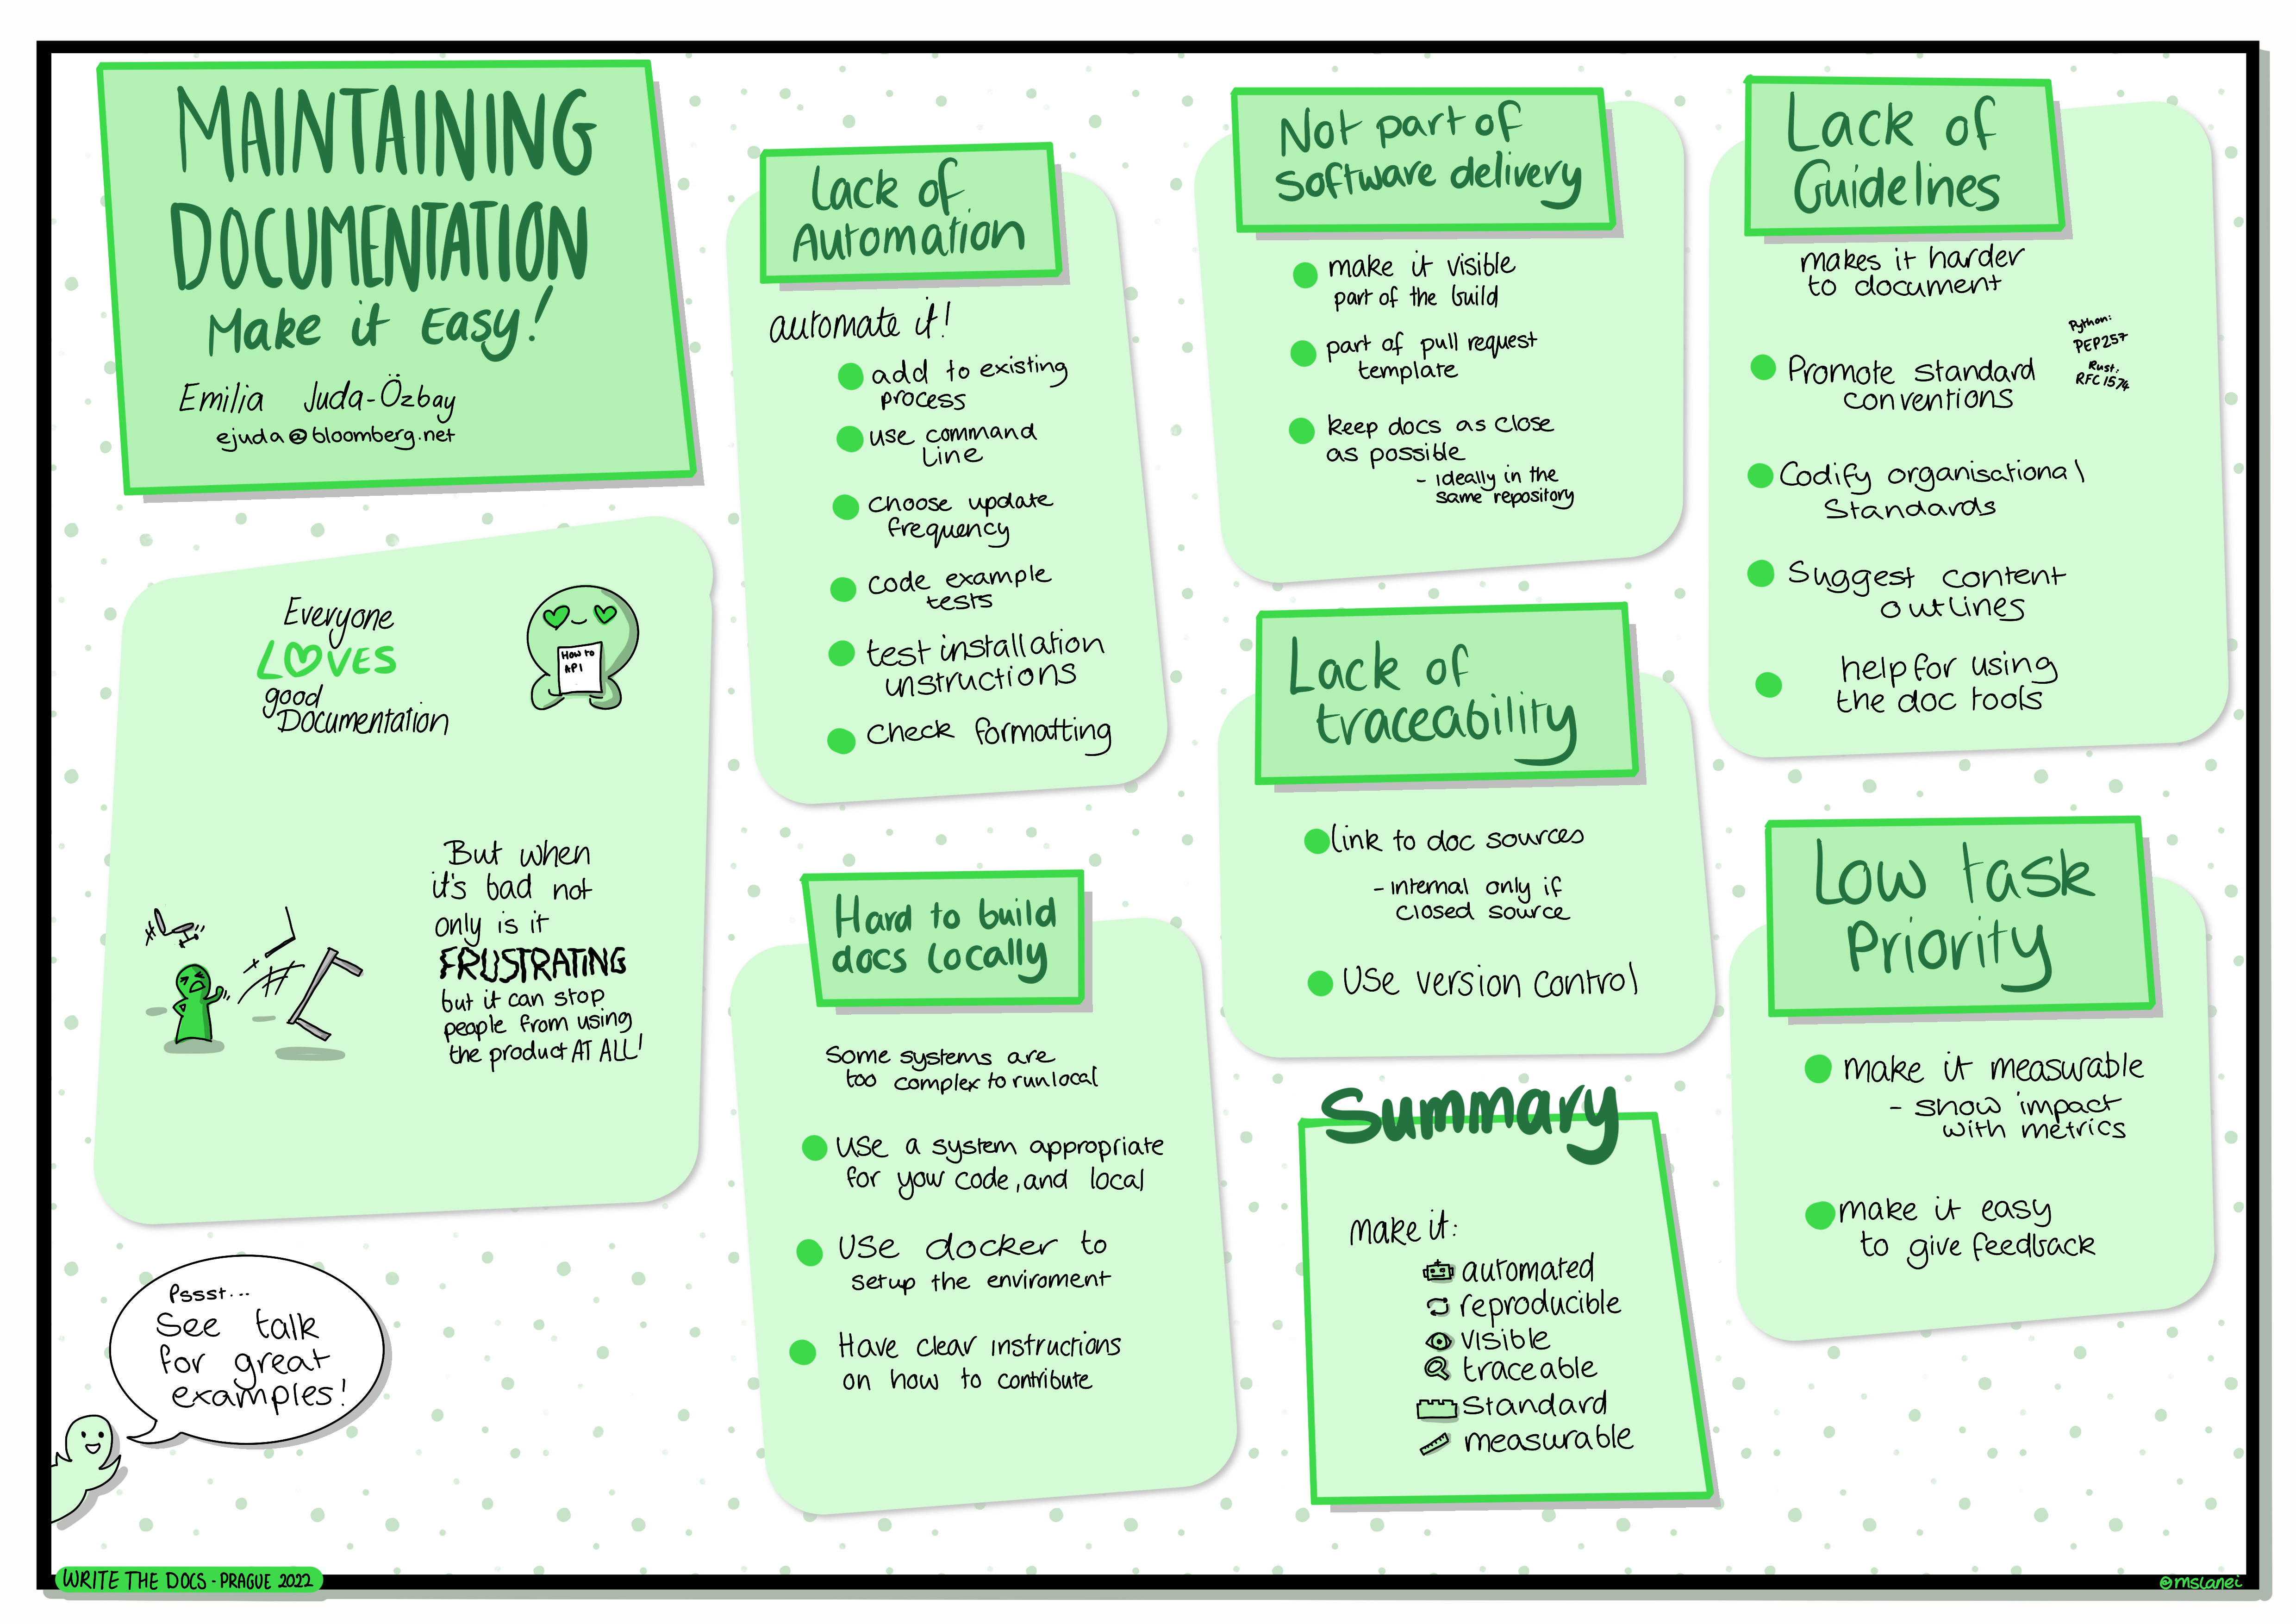 MAINTAINING
DOCUMENTATION
Make it Easy!
Emilia Juda-Özbay
ejuda@bloomberg.net
Everyone
LOVES
good
Documentation
How to
API
But when
it's bad not
only is it
FRUSTRATING
but it can stop
people from using
the product AT ALL!
Pssst...
See talk
for great
examples!
WRITE THE DOCS - PRAGUE 2022
Lack of
Automation
automate it!
add to existing
process
use command
line
choose update
frequency
code example
tests
test installation
instructions
check formatting
Hard to build
docs locally
Some systems are
too complex to run local
Use a system appropriate
for your code, and local
Use docker to
setup the enviroment
Have clear instructions
on how to contribute
Not part of
software delivery
make it visible
part of the build
part of pull request
template
keep docs as close
as possible
- Ideally in the
same repository
Lack of
traceability
link to doc sources
- internal only if
closed source
Use version control
Summary
make it:
automated
reproducible
visible
traceable
Standard
measurable
Lack of
Guidelines
makes it harder
to document
Python:
PEP257
Rust:
RFC1574
Promote standard
conventions
Codify organisational
Standards
Suggest content
outlines
help for using
the doc tools
Low task
Priority
make it measurable
- show impact
with metrics
make it easy
to give feedback
@mslanei